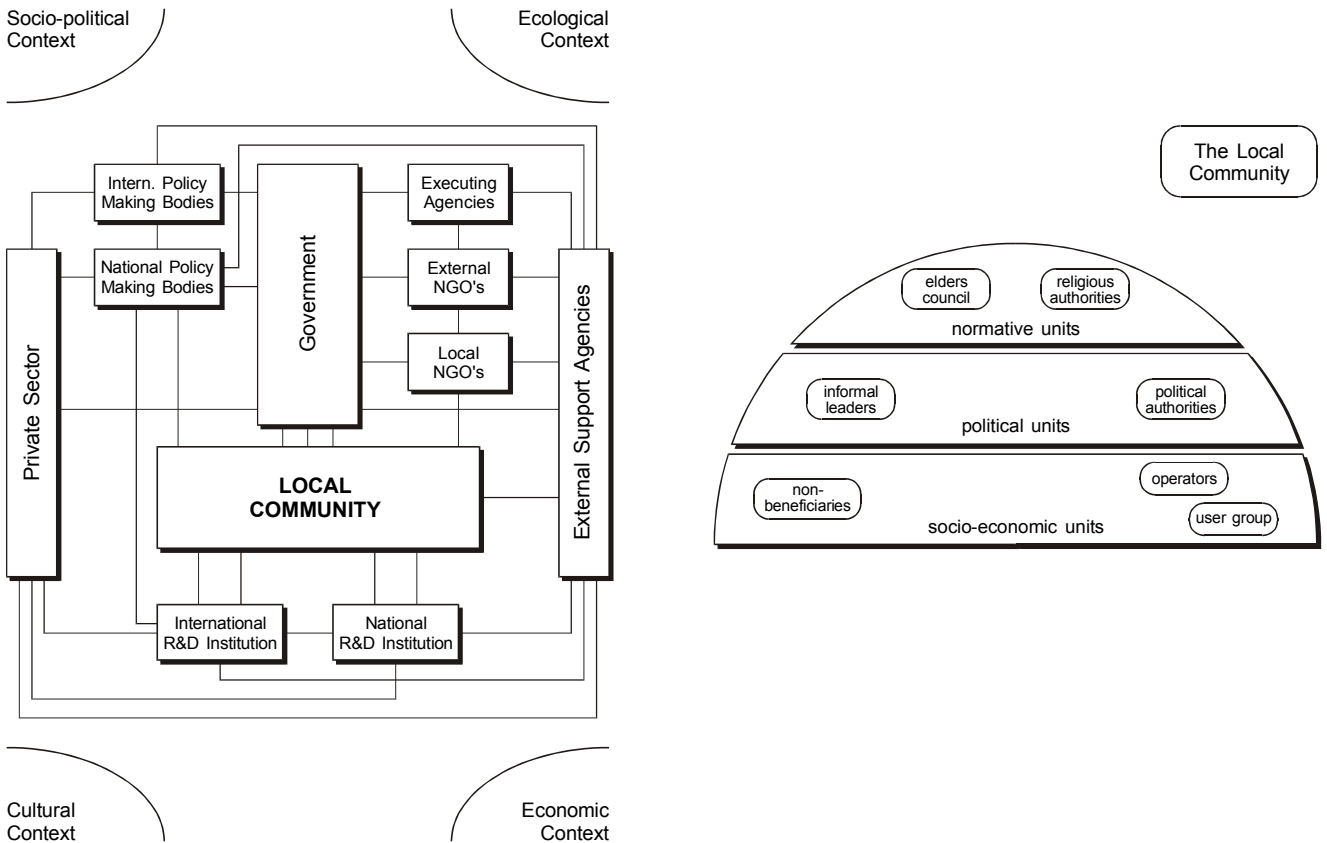 Socio-political
Context
Ecological
Context
Intern. Policy
Making Bodies
National Policy
Making Bodies
Government
Executing
Agencies
External
NGO's
Local
NGO's
Private Sector
External Support Agencies
LOCAL
COMMUNITY
International
R&D Institution
National
R&D Institution
Cultural
Context
Economic
Context
The Local
Community
elders
council
religious
authorities
normative units
informal
leaders
political
authorities
political units
non-
beneficiaries
operators
user group
socio-economic units